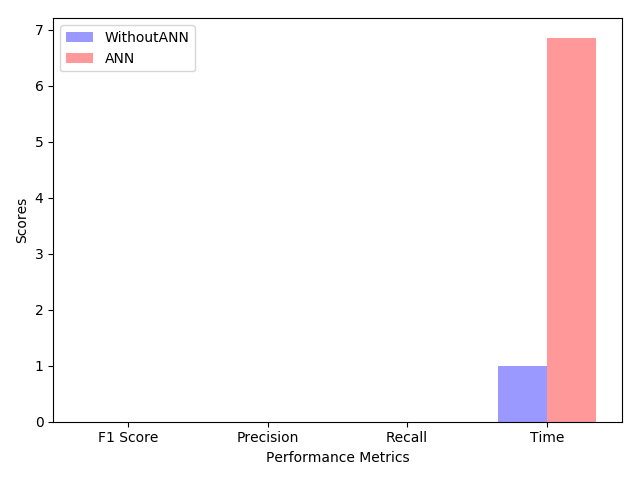 WithoutANN
ANN
7
6
5
4
3
2
1
0
Scores
F1 Score Precision Recall Time
Performance Metrics